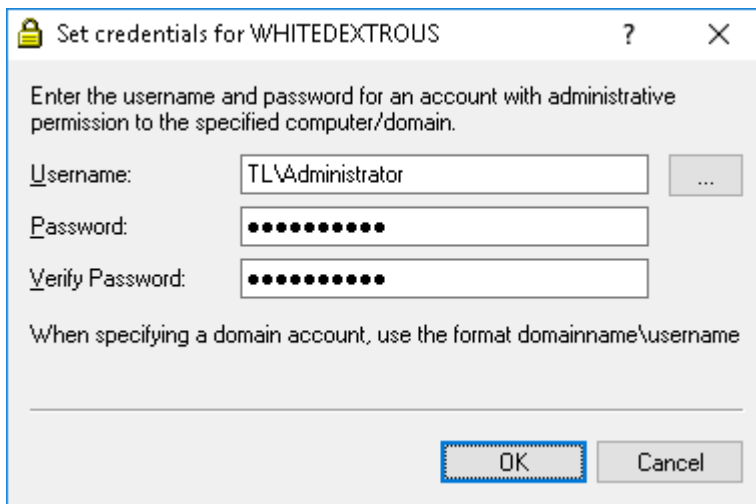 Set credentials for WHITEDEXTROUS
Enter the username and password for an account with administrative
permission to the specified computer/domain.
Username: TL\Administrator ...
Password: ●●●●●●●●●●
Verify Password: ●●●●●●●●●●
When specifying a domain account, use the format domainname\username
OK Cancel